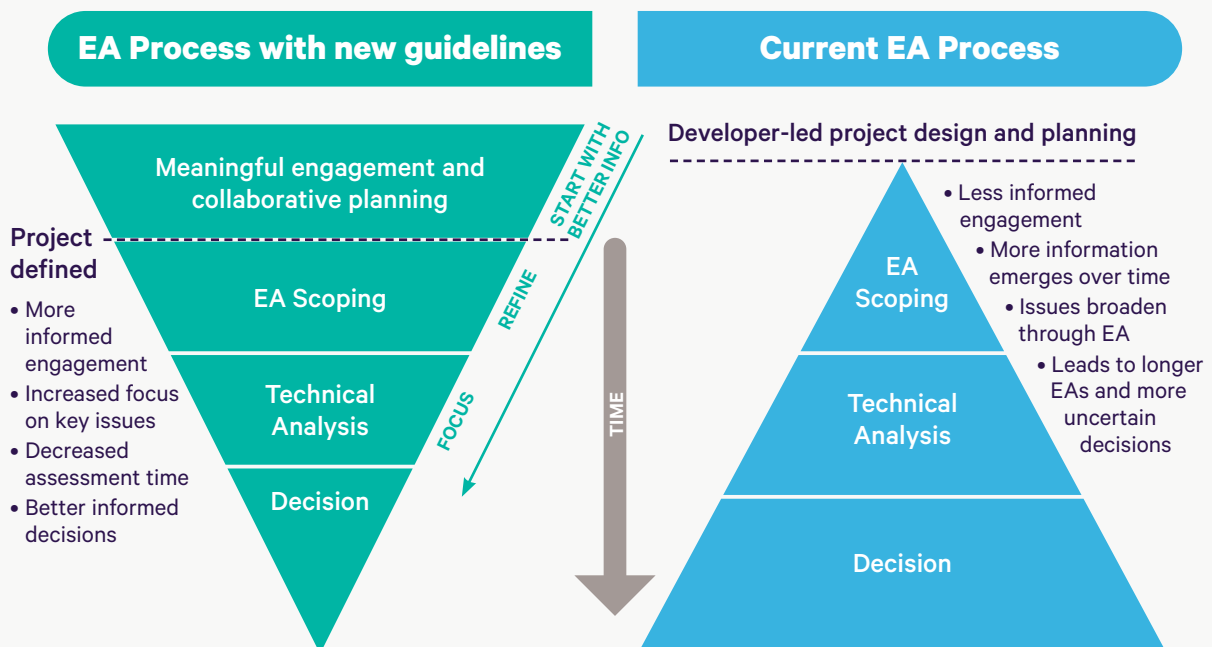 EA Process with new guidelines
Meaningful engagement and
collaborative planning
START WITH
BETTER INFO
Project
defined
• More
informed
engagement
• Increased focus
on key issues
• Decreased
assessment time
• Better informed
decisions
EA Scoping
REFINE
Technical
Analysis
FOCUS
Decision
TIME
Current EA Process
Developer-led project design and planning
EA
Scoping
• Less informed
engagement
• More information
emerges over time
• Issues broaden
through EA
• Leads to longer
EAs and more
uncertain
decisions
Technical
Analysis
Decision